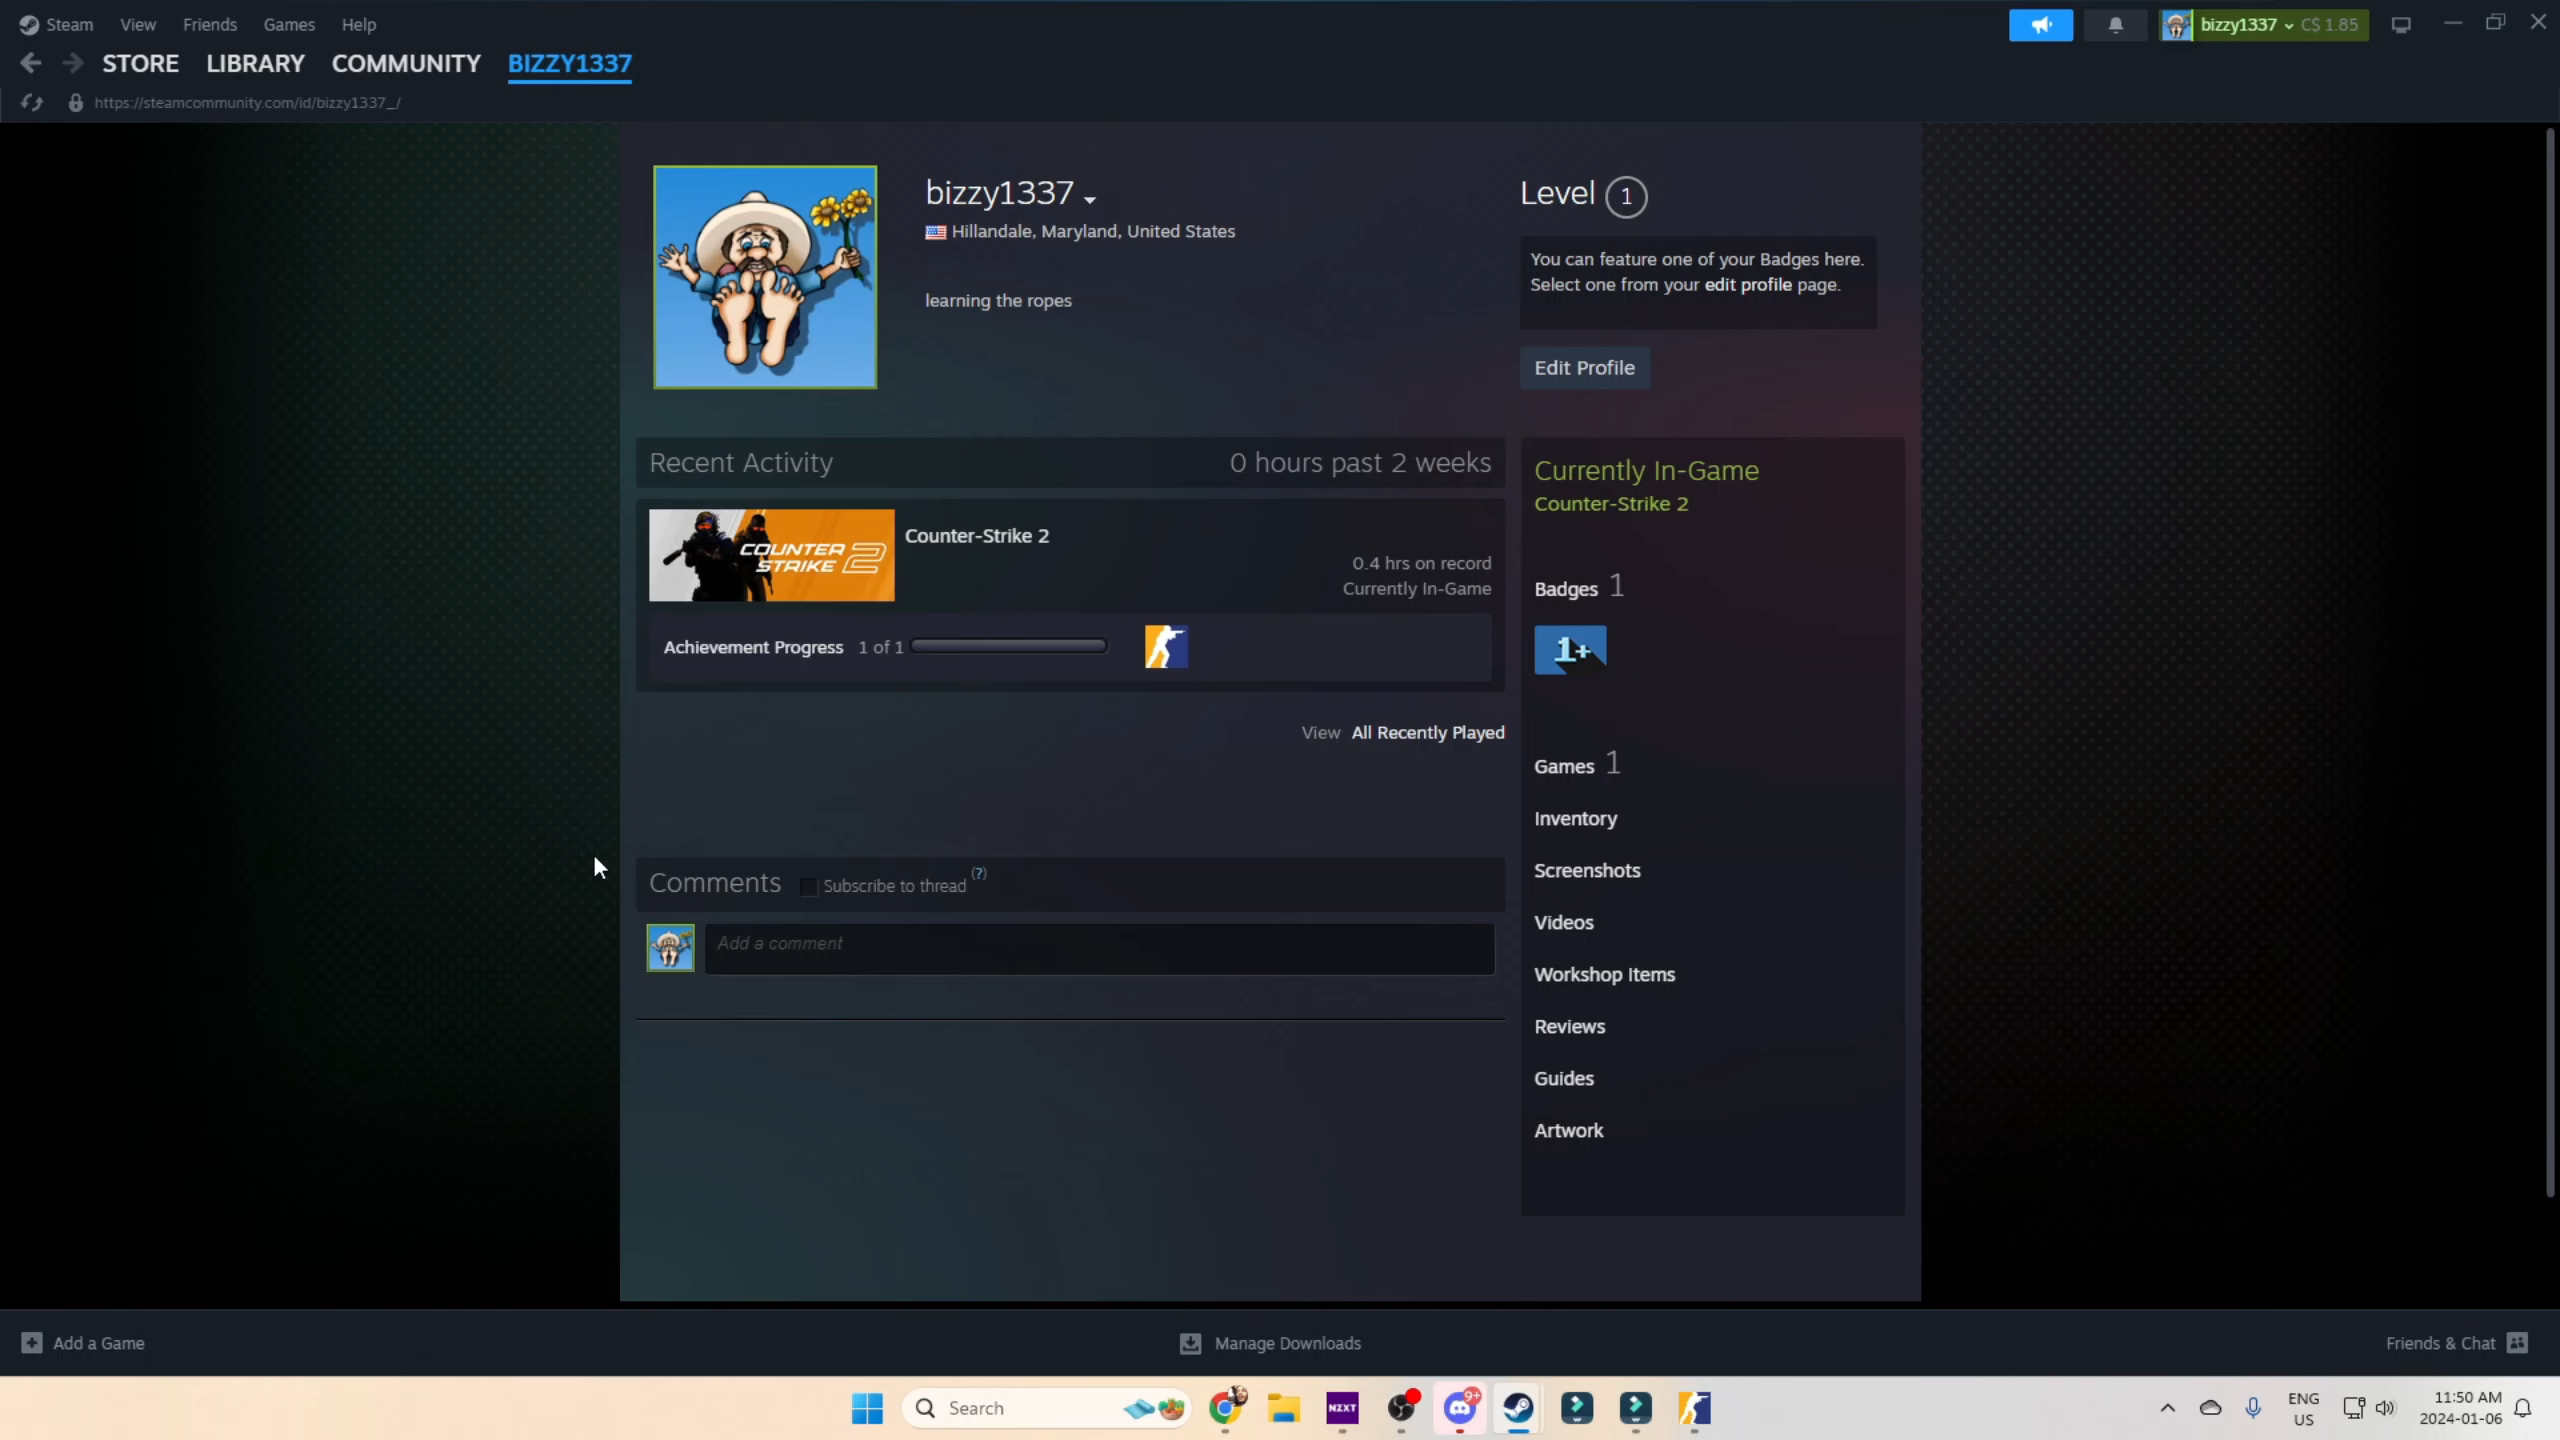 Steam View Friends Games Help
bizzy1337 C$ 1.85
STORE LIBRARY COMMUNITY BIZZY1337
https://steamcommunity.com/id/bizzy1337_/
bizzy1337
Hillandale, Maryland, United States
learning the ropes
Level 1
You can feature one of your Badges here.
Select one from your edit profile page.
Edit Profile
Recent Activity 0 hours past 2 weeks
COUNTER
STRIKE 2
Counter-Strike 2
0.4 hrs on record
Currently In-Game
Achievement Progress 1 of 1
View All Recently Played
Comments Subscribe to thread (?)
Add a comment
Currently In-Game
Counter-Strike 2
Badges 1
1+
Games 1
Inventory
Screenshots
Videos
Workshop Items
Reviews
Guides
Artwork
Add a Game
Manage Downloads
Friends & Chat
Search
NZXT
9+
ENG
US
11:50 AM
2024-01-06